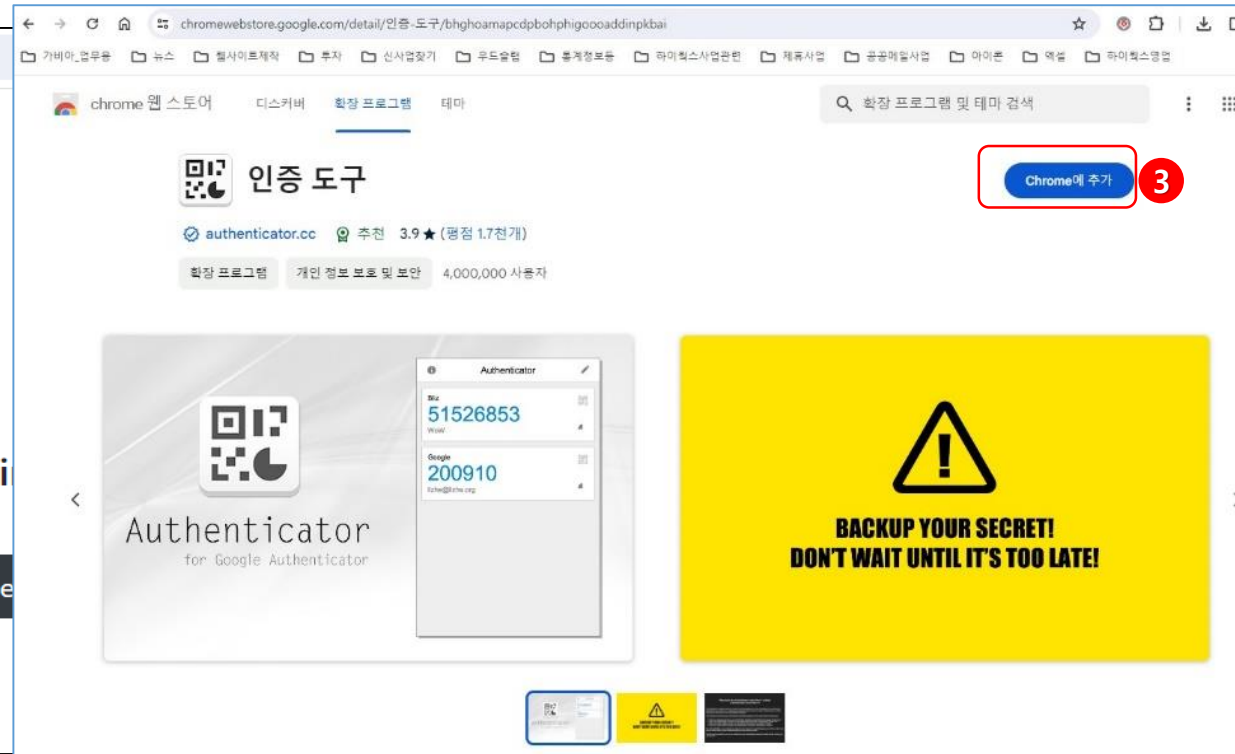 chromewebstore.google.com/detail/인증-도구/bhghoamapcdpbohphigoooaddinpkbai
가비아_업무용 뉴스 웹사이트제작 투자 신사업찾기 우드슬랩 통계정보등 하이웍스사업관련 제휴사업 공공메일사업 아이폰 엑셀 하이웍스영업
chrome 웹 스토어 디스커버 확장 프로그램 테마 확장 프로그램 및 테마 검색
인증 도구
Chrome에 추가
3
authenticator.cc 추천 3.9 ★ (평점 1.7천개)
확장 프로그램 개인 정보 보호 및 보안 4,000,000 사용자
Authenticator
51526853
WoW
Google
200910
Authenticator
for Google Authenticator
BACKUP YOUR SECRET!
DON'T WAIT UNTIL IT'S TOO LATE!